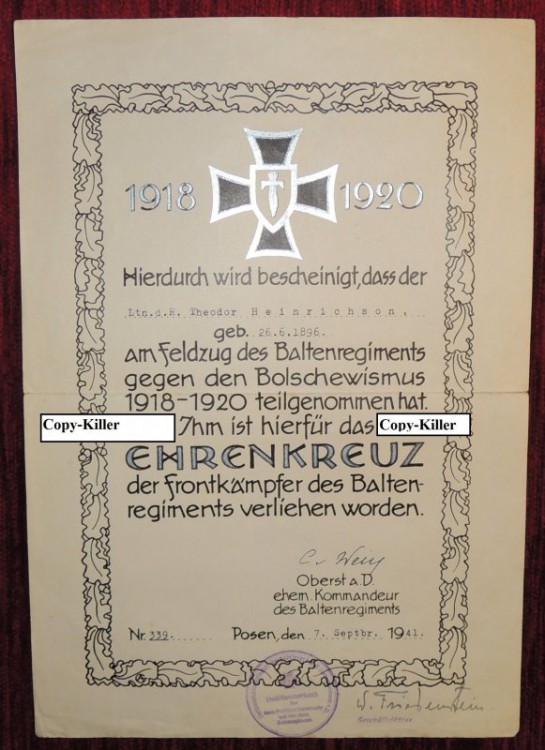 1918 1920
Hierdurch wird bescheinigt, dass der
Ltn.d.R. Theodor Heinrichson,
geb. 26.6.1896.
am Feldzug des Baltenregiments
gegen den Bolschewismus
1918-1920 teilgenommen hat.
Copy-Killer Ihm ist hierfür das Copy-Killer
EHRENKREUZ
der Frontkämpfer des Balten-
regiments verliehen worden.
Oberst a.D.
ehem. Kommandeur
des Baltenregiments
Nr. 339. Posen, den 7. Septbr. 1941.
Geschäftsführer